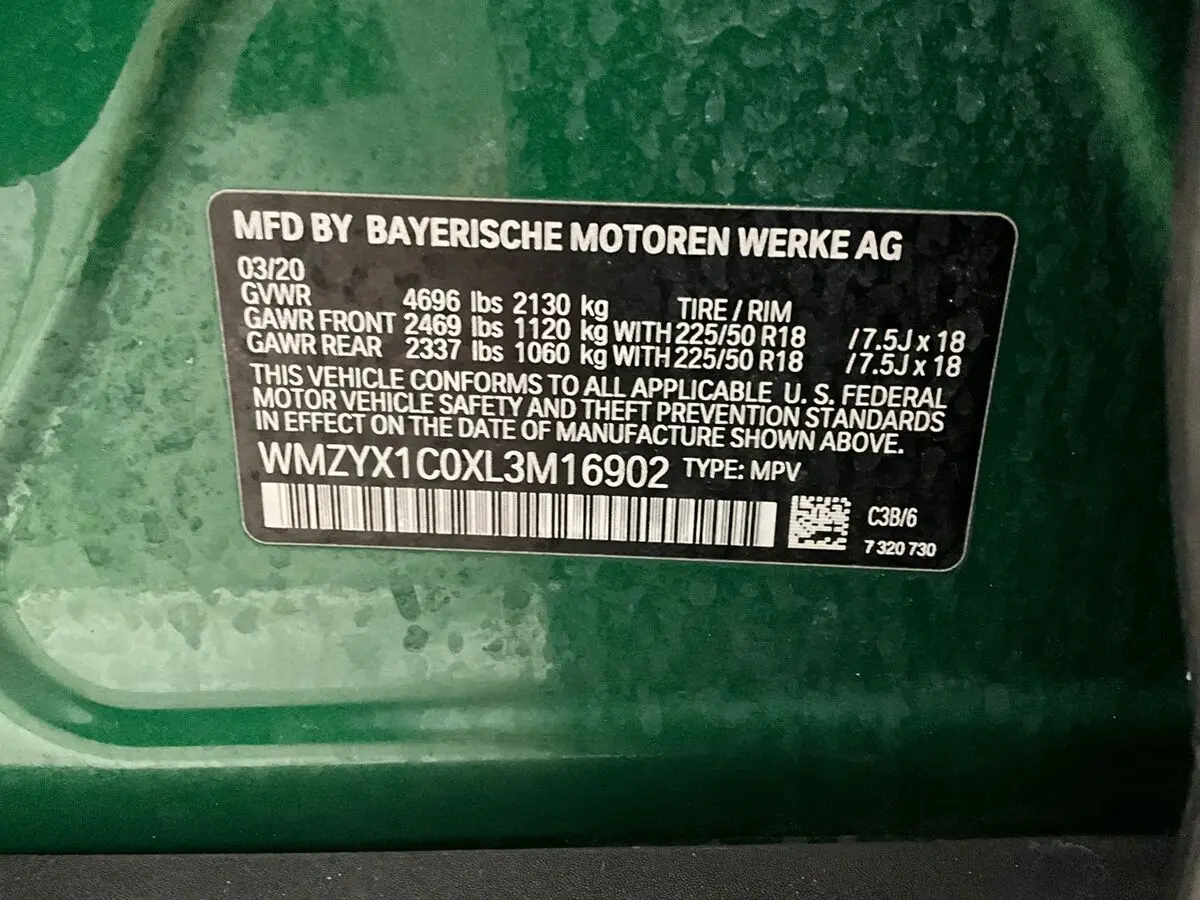 MFD BY BAYERISCHE MOTOREN WERKE AG
03/20
GVWR 4696 lbs 2130 kg TIRE / RIM
GAWR FRONT 2469 lbs 1120 kg WITH 225/50 R18 / 7.5J x 18
GAWR REAR 2337 lbs 1060 kg WITH 225/50 R18 / 7.5J x 18
THIS VEHICLE CONFORMS TO ALL APPLICABLE U. S. FEDERAL
MOTOR VEHICLE SAFETY AND THEFT PREVENTION STANDARDS
IN EFFECT ON THE DATE OF MANUFACTURE SHOWN ABOVE.
WMZYX1C0XL3M16902 TYPE: MPV
C3B/6
7 320 730